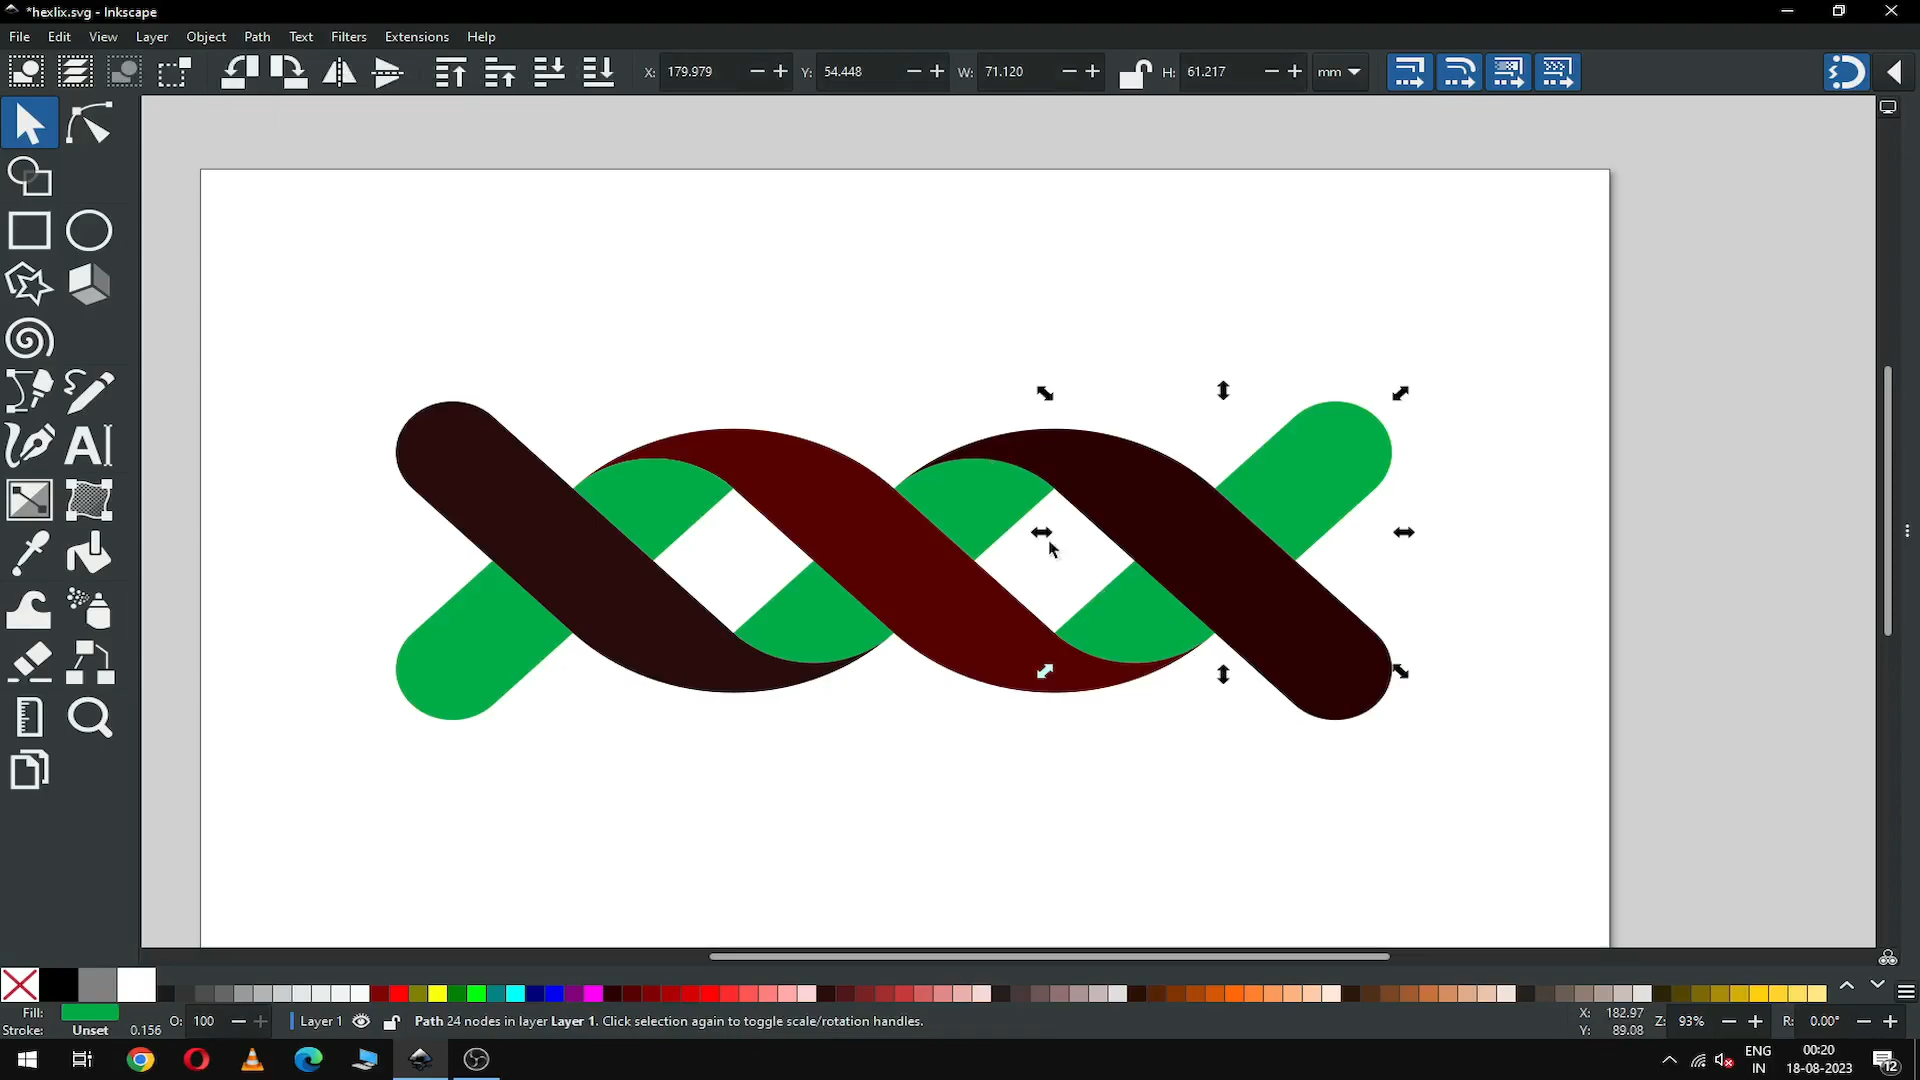 *hexlix.svg - Inkscape
File Edit View Layer Object Path Text Filters Extensions Help
X: 179.979 Y: 54.448 W: 71.120 H: 61.217 mm
Fill:
Stroke: Unset 0.156 O: 100 Layer 1 Path 24 nodes in layer Layer 1. Click selection again to toggle scale/rotation handles.
X: 182.97
Y: 89.08
Z: 93% R: 0.00°
ENG
IN
00:20
18-08-2023
12